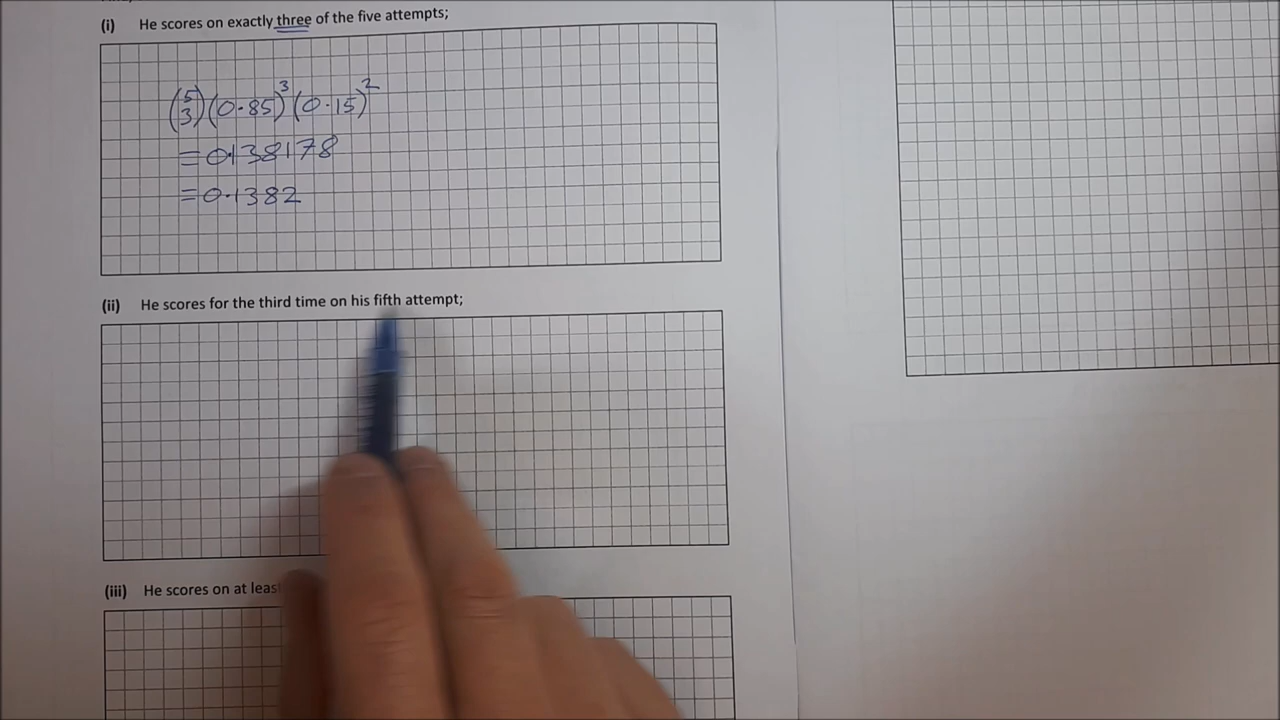 (i) He scores on exactly three of the five attempts;
(5 3)(0.85)^3 (0.15)^2
= 0.138178
= 0.1382
(ii) He scores for the third time on his fifth attempt;
(iii) He scores on at least